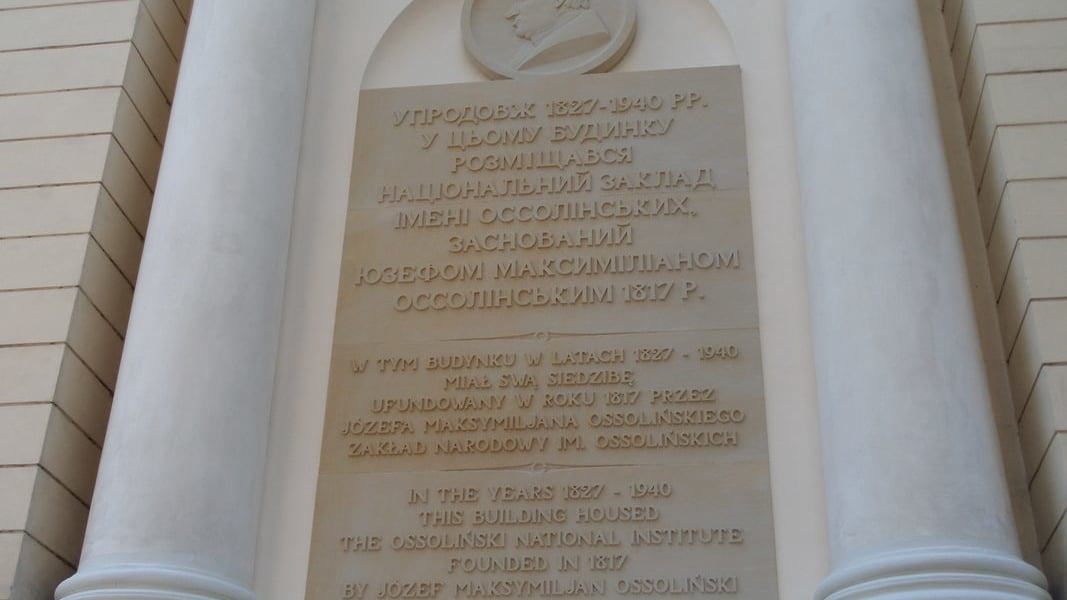 УПРОДОВЖ 1827-1940 РР.
У ЦЬОМУ БУДИНКУ
РОЗМІЩАВСЯ
НАЦІОНАЛЬНИЙ ЗАКЛАД
ІМЕНІ ОССОЛІНСЬКИХ,
ЗАСНОВАНИЙ
ЮЗЕФОМ МАКСИМІЛІАНОМ
ОССОЛІНСЬКИМ 1817 Р.
W TYM BUDYNKU W LATACH 1827 - 1940
MIAŁ SWĄ SIEDZIBĘ
UFUNDOWANY W ROKU 1817 PRZEZ
JÓZEFA MAKSYMILJANA OSSOLIŃSKIEGO
ZAKŁAD NARODOWY IM. OSSOLIŃSKICH
IN THE YEARS 1827 - 1940
THIS BUILDING HOUSED
THE OSSOLIŃSKI NATIONAL INSTITUTE
FOUNDED IN 1817
BY JÓZEF MAKSYMILJAN OSSOLIŃSKI